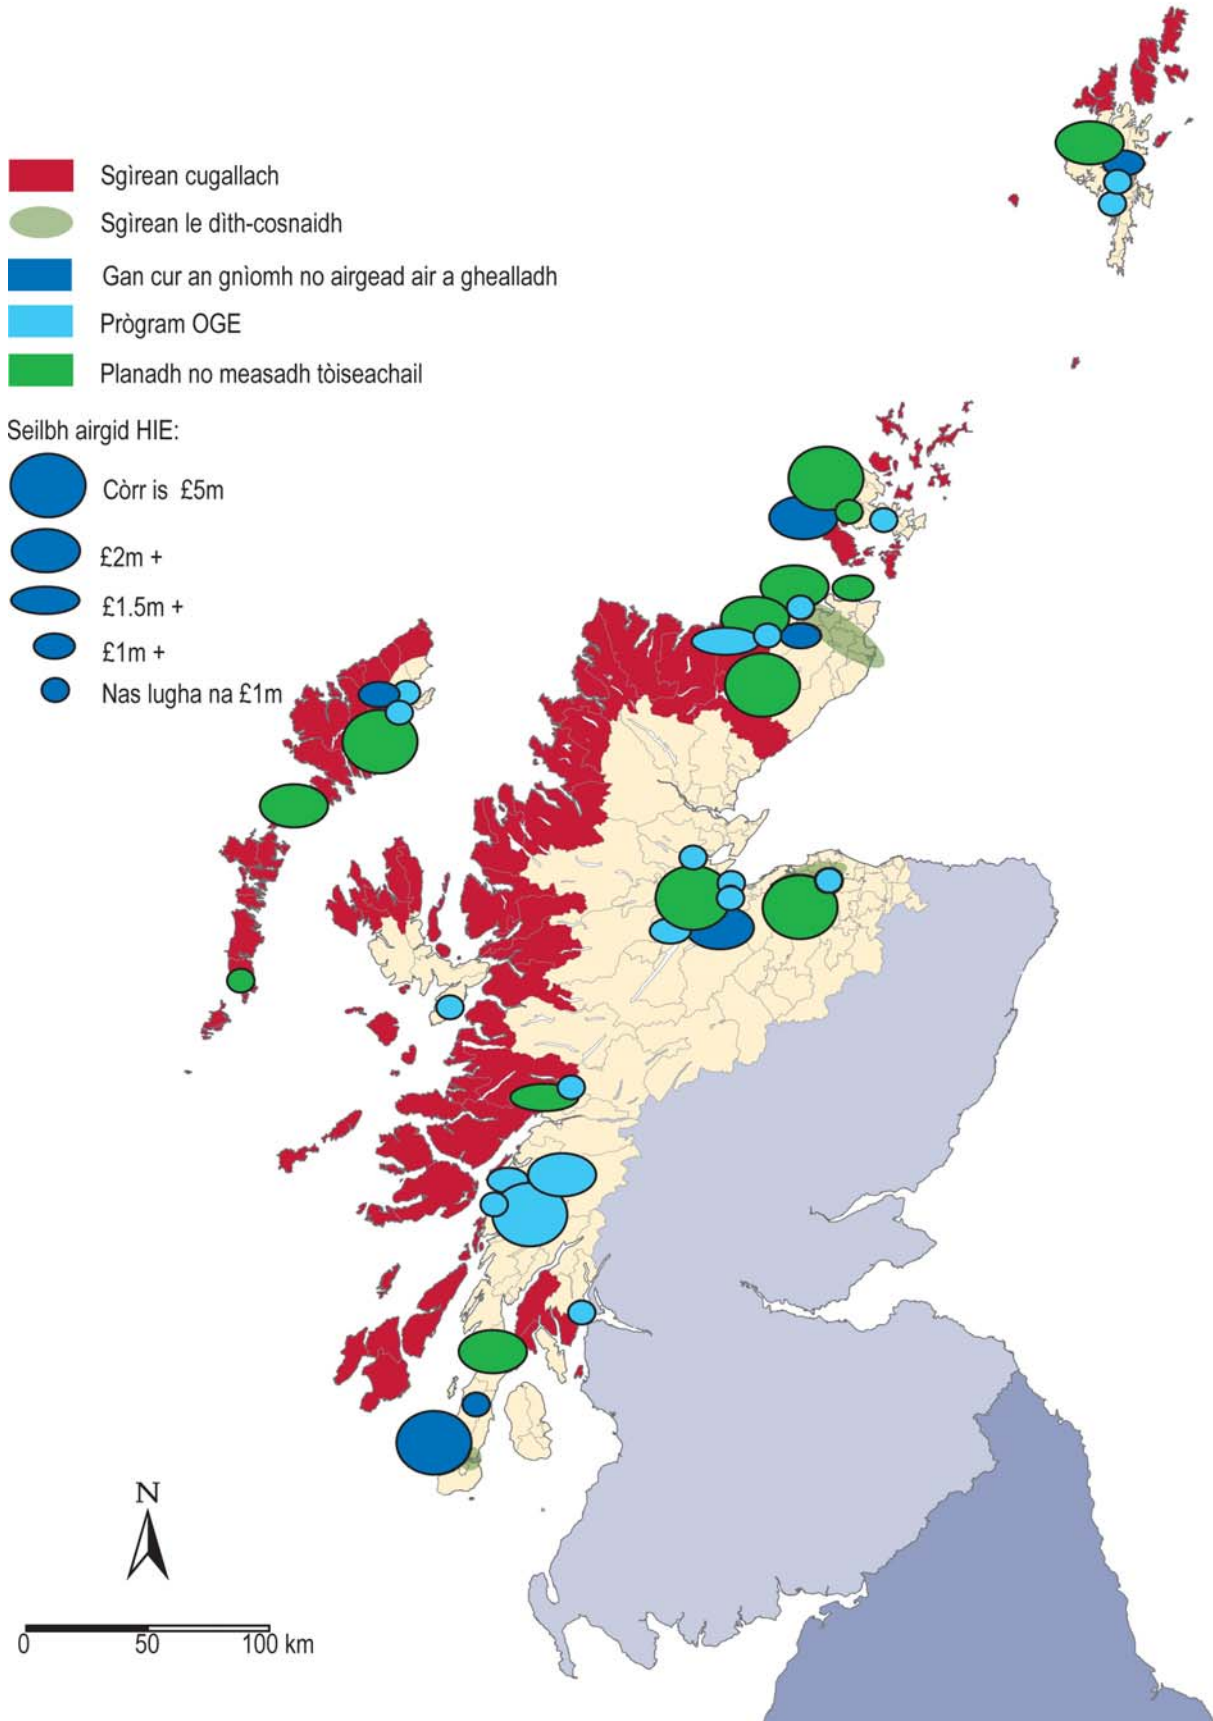 Sgìrean cugallach
Sgìrean le dìth-cosnaidh
Gan cur an gnìomh no airgead air a ghealladh
Prògram OGE
Planadh no measadh tòiseachail
Seilbh airgid HIE:
Còrr is £5m
£2m +
£1.5m +
£1m +
Nas lugha na £1m
N
0 50 100 km